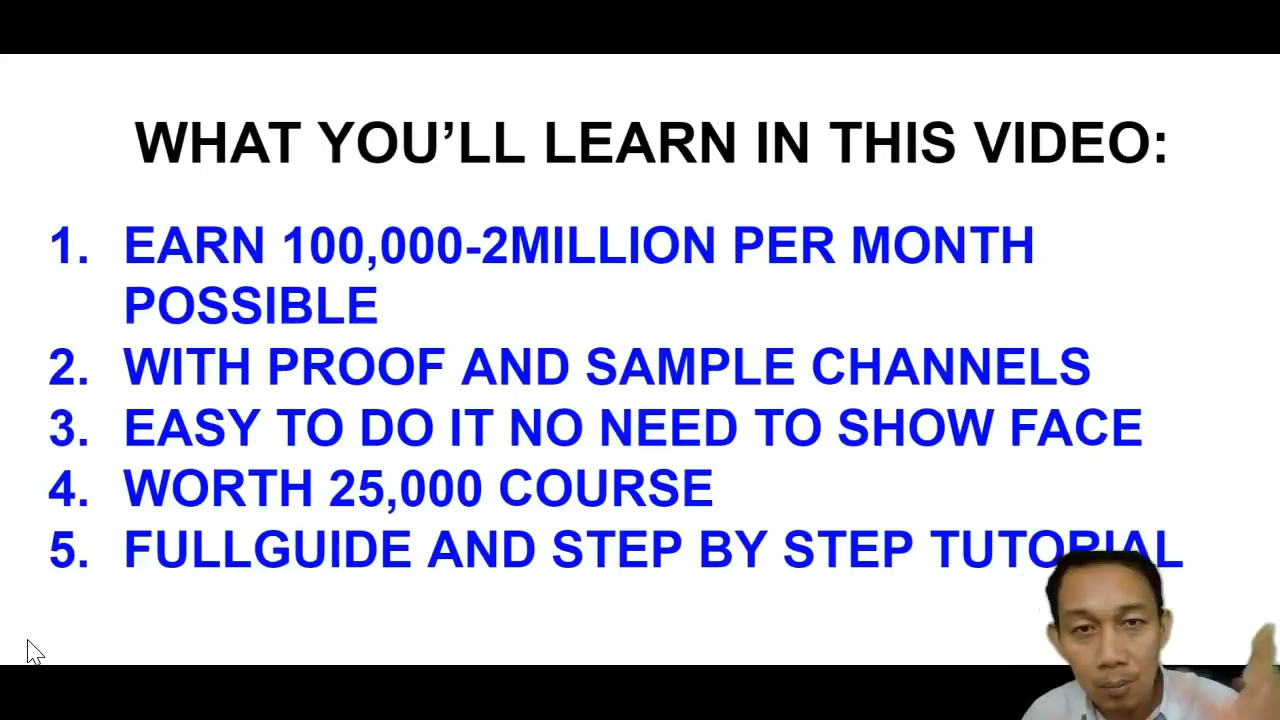 WHAT YOU’LL LEARN IN THIS VIDEO:
1. EARN 100,000-2MILLION PER MONTH
POSSIBLE
2. WITH PROOF AND SAMPLE CHANNELS
3. EASY TO DO IT NO NEED TO SHOW FACE
4. WORTH 25,000 COURSE
5. FULLGUIDE AND STEP BY STEP TUTORIAL